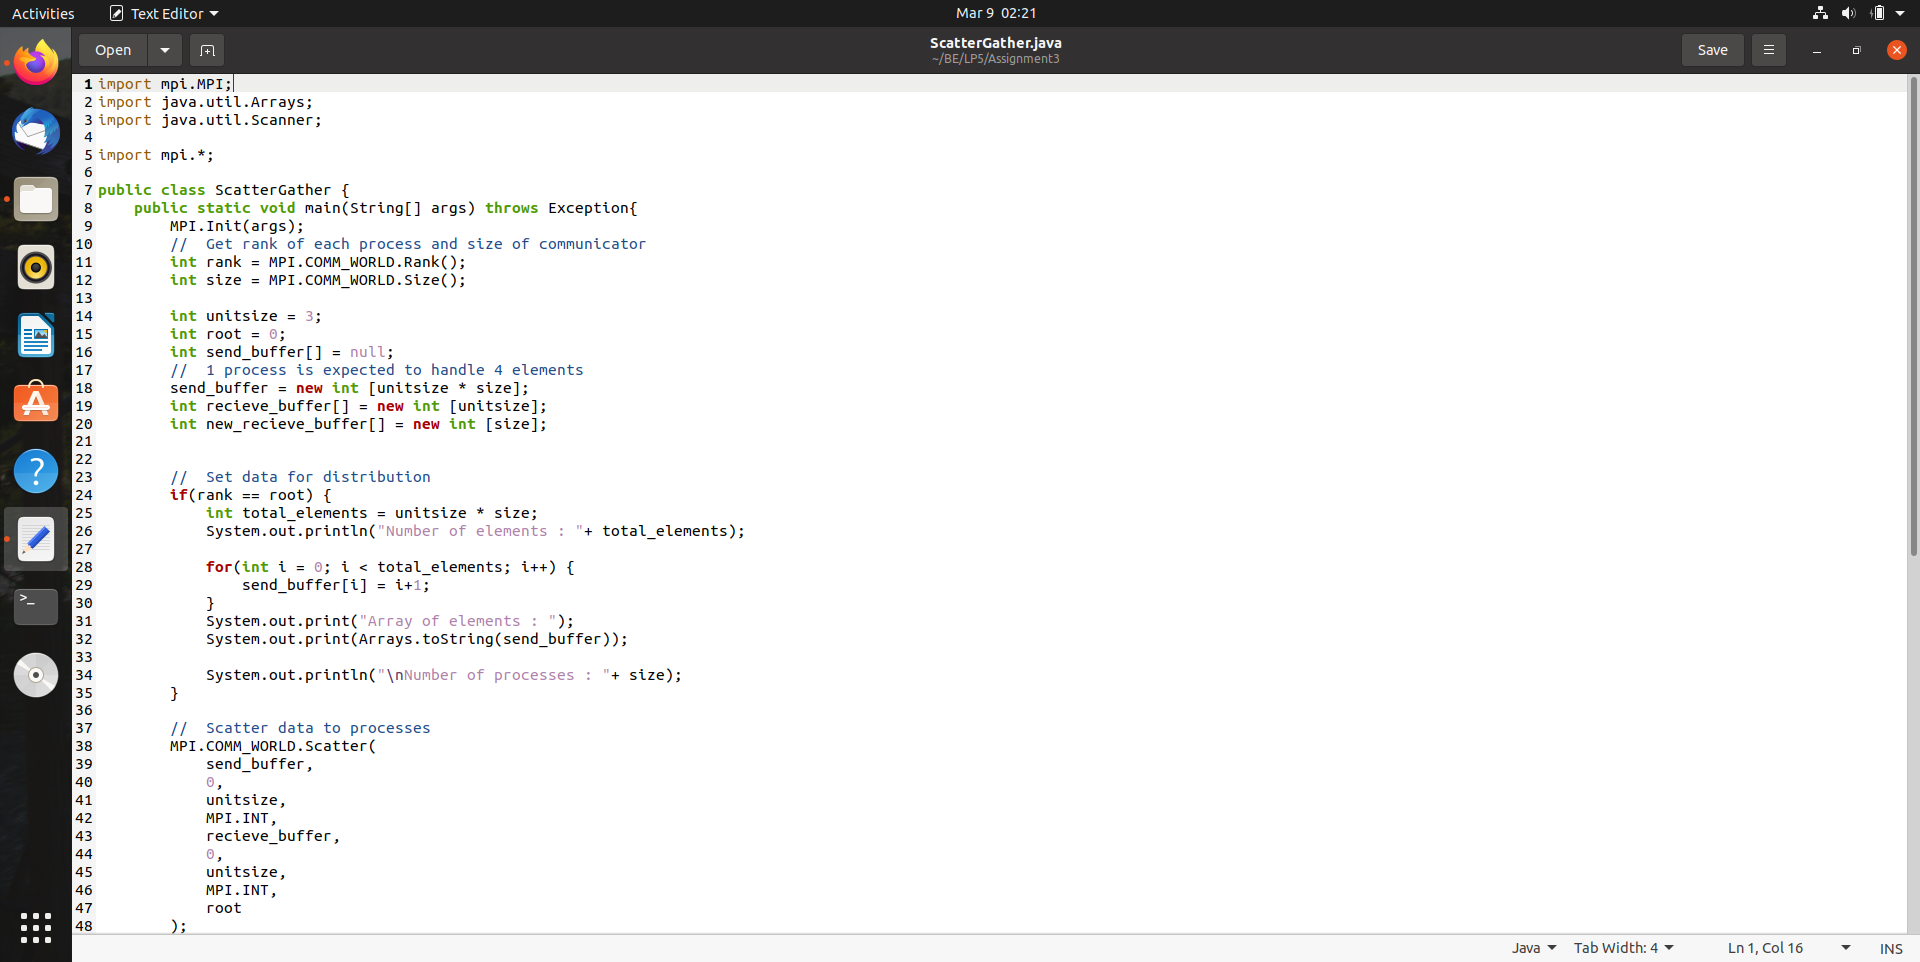 Activities
Text Editor
Mar 9 02:21
Open
ScatterGather.java
~/BE/LP5/Assignment3
Save
1 import mpi.MPI;
2 import java.util.Arrays;
3 import java.util.Scanner;
4
5 import mpi.*;
6
7 public class ScatterGather {
8     public static void main(String[] args) throws Exception{
9         MPI.Init(args);
10         //  Get rank of each process and size of communicator
11         int rank = MPI.COMM_WORLD.Rank();
12         int size = MPI.COMM_WORLD.Size();
13
14         int unitsize = 3;
15         int root = 0;
16         int send_buffer[] = null;
17         //  1 process is expected to handle 4 elements
18         send_buffer = new int [unitsize * size];
19         int recieve_buffer[] = new int [unitsize];
20         int new_recieve_buffer[] = new int [size];
21
22
23         //  Set data for distribution
24         if(rank == root) {
25             int total_elements = unitsize * size;
26             System.out.println("Number of elements : "+ total_elements);
27
28             for(int i = 0; i < total_elements; i++) {
29                 send_buffer[i] = i+1;
30             }
31             System.out.print("Array of elements : ");
32             System.out.print(Arrays.toString(send_buffer));
33
34             System.out.println("\nNumber of processes : "+ size);
35         }
36
37         //  Scatter data to processes
38         MPI.COMM_WORLD.Scatter(
39             send_buffer,
40             0,
41             unitsize,
42             MPI.INT,
43             recieve_buffer,
44             0,
45             unitsize,
46             MPI.INT,
47             root
48         );
Java
Tab Width: 4
Ln 1, Col 16
INS